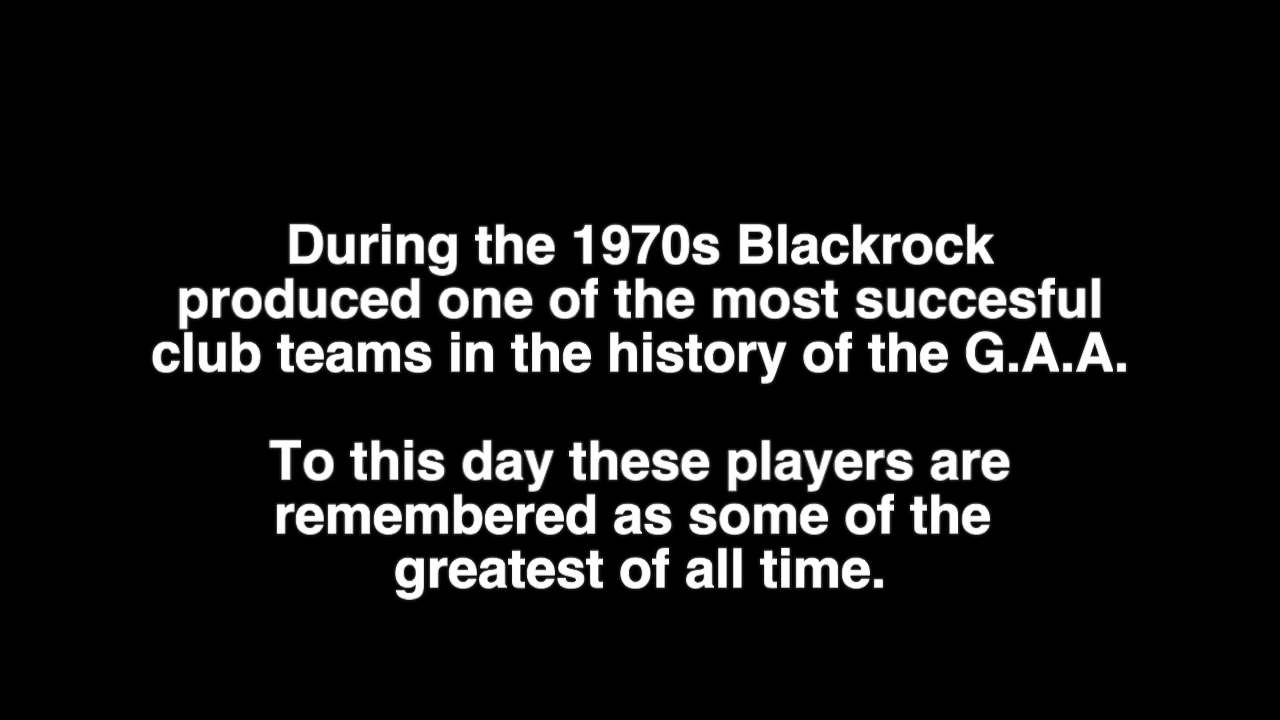 During the 1970s Blackrock
produced one of the most succesful
club teams in the history of the G.A.A.
To this day these players are
remembered as some of the
greatest of all time.